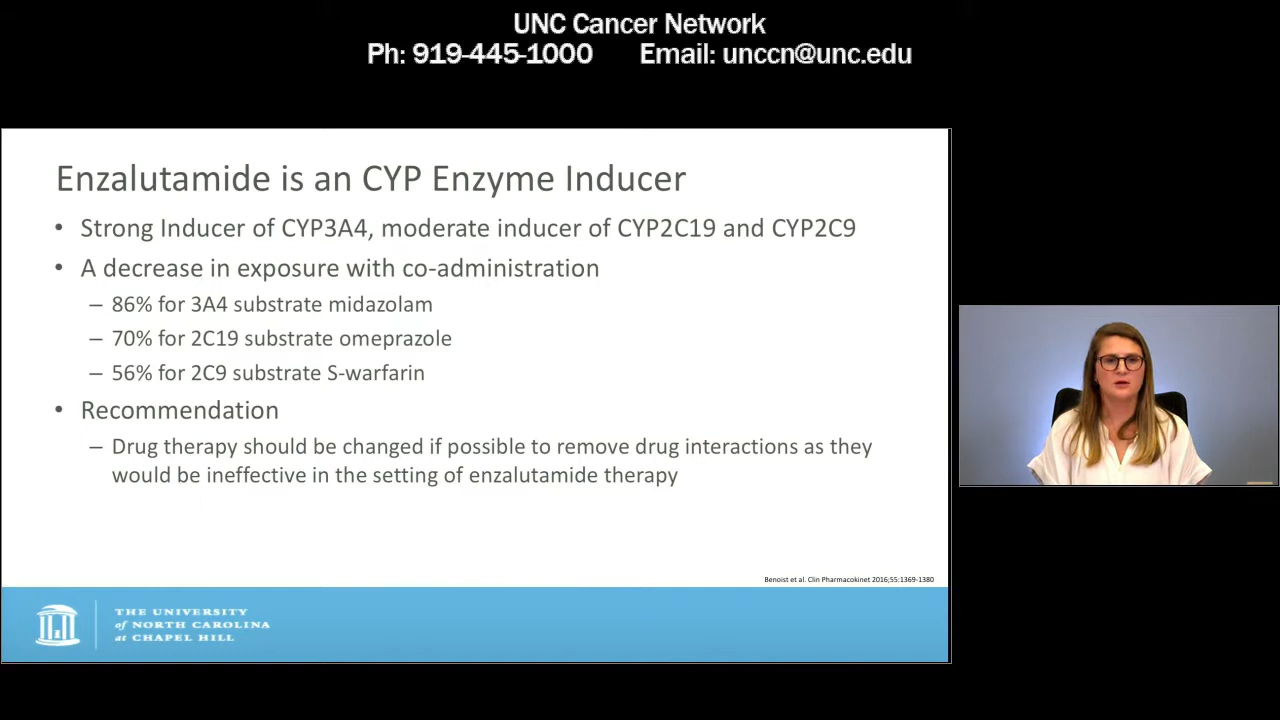 UNC Cancer Network
Ph: 919-445-1000 Email: unccn@unc.edu
Enzalutamide is an CYP Enzyme Inducer
• Strong Inducer of CYP3A4, moderate inducer of CYP2C19 and CYP2C9
• A decrease in exposure with co-administration
– 86% for 3A4 substrate midazolam
– 70% for 2C19 substrate omeprazole
– 56% for 2C9 substrate S-warfarin
• Recommendation
– Drug therapy should be changed if possible to remove drug interactions as they
would be ineffective in the setting of enzalutamide therapy
Benoist et al. Clin Pharmacokinet 2016;55:1369-1380
THE UNIVERSITY
of NORTH CAROLINA
at CHAPEL HILL